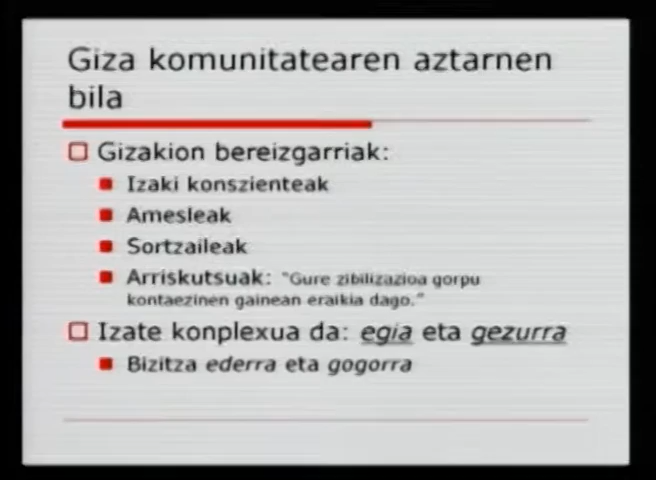 Giza komunitatearen aztarnen
bila
Gizakion bereizgarriak:
Izaki konszienteak
Amesleak
Sortzaileak
Arriskutsuak: "Gure zibilizazioa gorpu
kontaezinen gainean eraikia dago."
Izate konplexua da: egia eta gezurra
Bizitza ederra eta gogorra